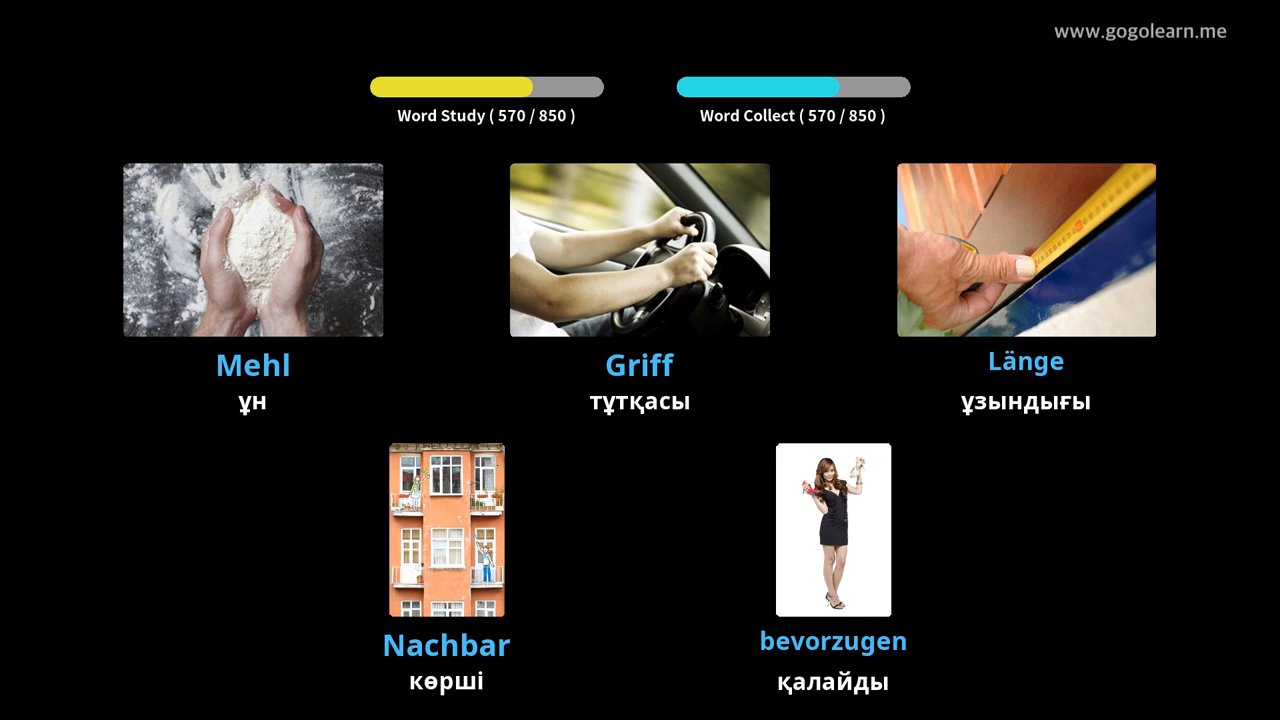 www.gogolearn.me
Word Study ( 570 / 850 )
Word Collect ( 570 / 850 )
Mehl
ұн
Griff
тұтқасы
Länge
ұзындығы
Nachbar
көрші
bevorzugen
қалайды